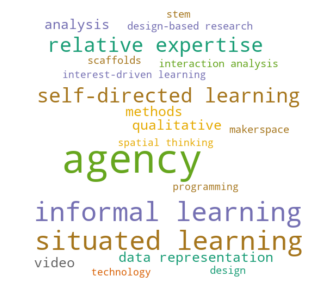 stem
analysis design-based research
relative expertise
scaffolds interaction analysis
interest-driven learning
self-directed learning
methods
qualitative makerspace
spatial thinking
agency
programming
informal learning
situated learning
video data representation
technology design